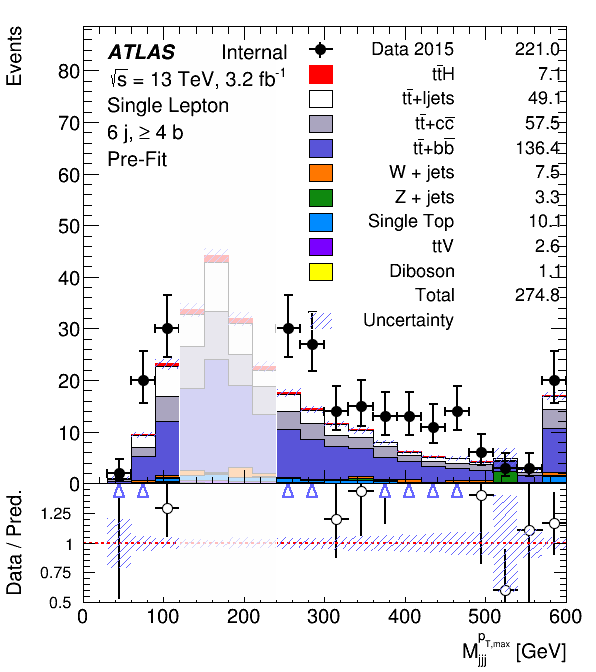 Events
ATLAS Internal
√s = 13 TeV, 3.2 fb⁻¹
Single Lepton
6 j, ≥ 4 b
Pre-Fit
Data 2015 221.0
tt̄H 7.1
tt̄+ljets 49.1
tt̄+cc̄ 57.5
tt̄+bb̄ 136.4
W + jets 7.5
Z + jets 3.3
Single Top 10.1
ttV 2.6
Diboson 1.1
Total 274.8
Uncertainty
80
70
60
50
40
30
20
10
0
Data / Pred.
1.25
1
0.75
0.5
0 100 200 300 400 500 600
M_jjj^{p_{T,max}} [GeV]